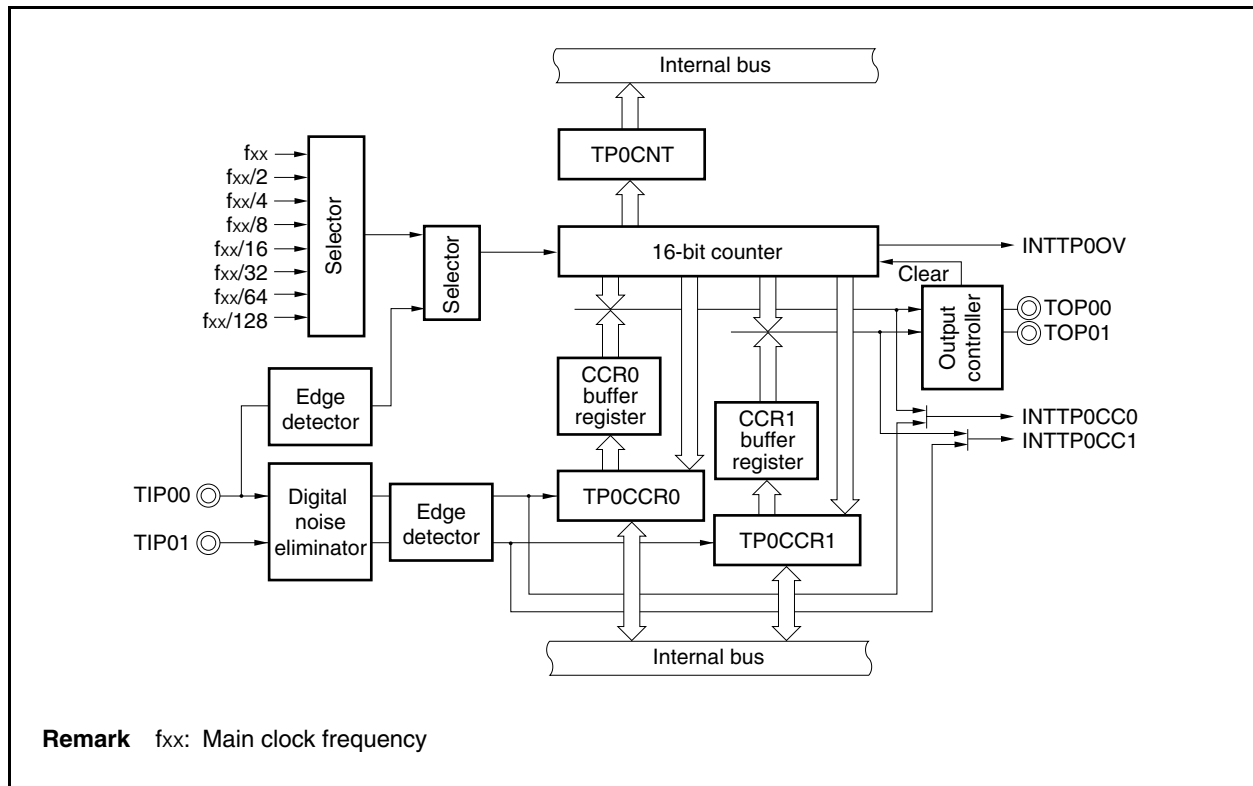 Internal bus
TP0CNT
fxx
fxx/2
fxx/4
fxx/8
fxx/16
fxx/32
fxx/64
fxx/128
Selector
Selector
16-bit counter
INTTP0OV
Clear
TOP00
TOP01
Output
controller
CCR0
buffer
register
CCR1
buffer
register
INTTP0CC0
INTTP0CC1
Edge
detector
TIP00
TIP01
Digital
noise
eliminator
Edge
detector
TP0CCR0
TP0CCR1
Internal bus
Remark fxx: Main clock frequency